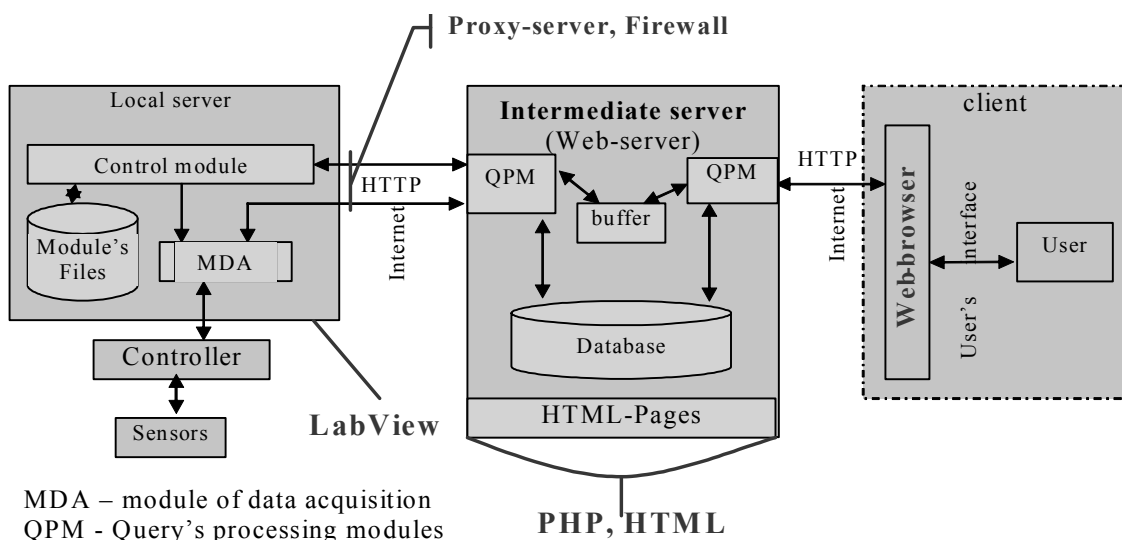 Proxy-server, Firewall
Local server
Control module
Module's
Files
MDA
Controller
Sensors
LabView
HTTP
Internet
Intermediate server
(Web-server)
QPM
QPM
buffer
Database
HTML-Pages
PHP, HTML
HTTP
Internet
client
Web-browser
User's interface
User
MDA – module of data acquisition
QPM - Query's processing modules